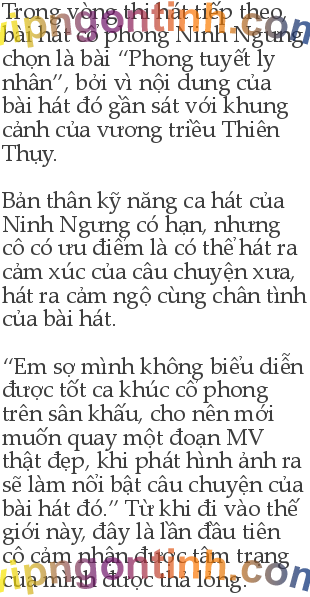 Trong vòng thi hát tiếp theo,
bài hát cổ phong Ninh Ngưng
chọn là bài “Phong tuyết ly
nhân”, bởi vì nội dung của
bài hát đó gần sát với khung
cảnh của vương triều Thiên
Thụy.
Bản thân kỹ năng ca hát của
Ninh Ngưng có hạn, nhưng
cô có ưu điểm là có thể hát ra
cảm xúc của câu chuyện xưa,
hát ra cảm ngộ cùng chân tình
của bài hát.
“Em sợ mình không biểu diễn
được tốt ca khúc cổ phong
trên sân khấu, cho nên mới
muốn quay một đoạn MV
thật đẹp, khi phát hình ảnh ra
sẽ làm nổi bật câu chuyện của
bài hát đó.” Từ khi đi vào thế
giới này, đây là lần đầu tiên
cô cảm nhận được tâm trạng
của mình được thả lỏng.
vipngontinh.com
vipngontinh.com